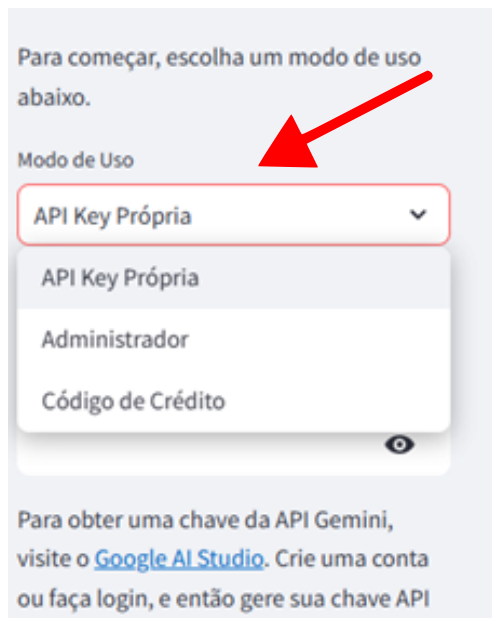 Para começar, escolha um modo de uso
abaixo.
Modo de Uso
API Key Própria
API Key Própria
Administrador
Código de Crédito
Para obter uma chave da API Gemini,
visite o Google AI Studio. Crie uma conta
ou faça login, e então gere sua chave API